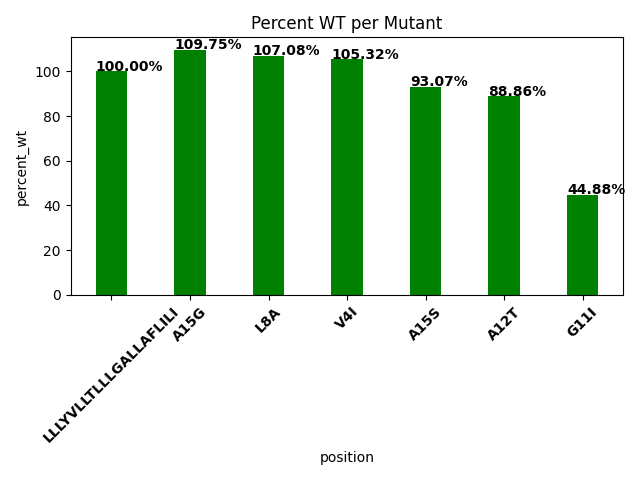 Percent WT per Mutant
100.00%
109.75%
107.08%
105.32%
93.07%
88.86%
44.88%
percent_wt
100
80
60
40
20
0
LLLYVLLTLLLGALLAFLILI
A15G
L8A
V4I
A15S
A12T
G11I
position